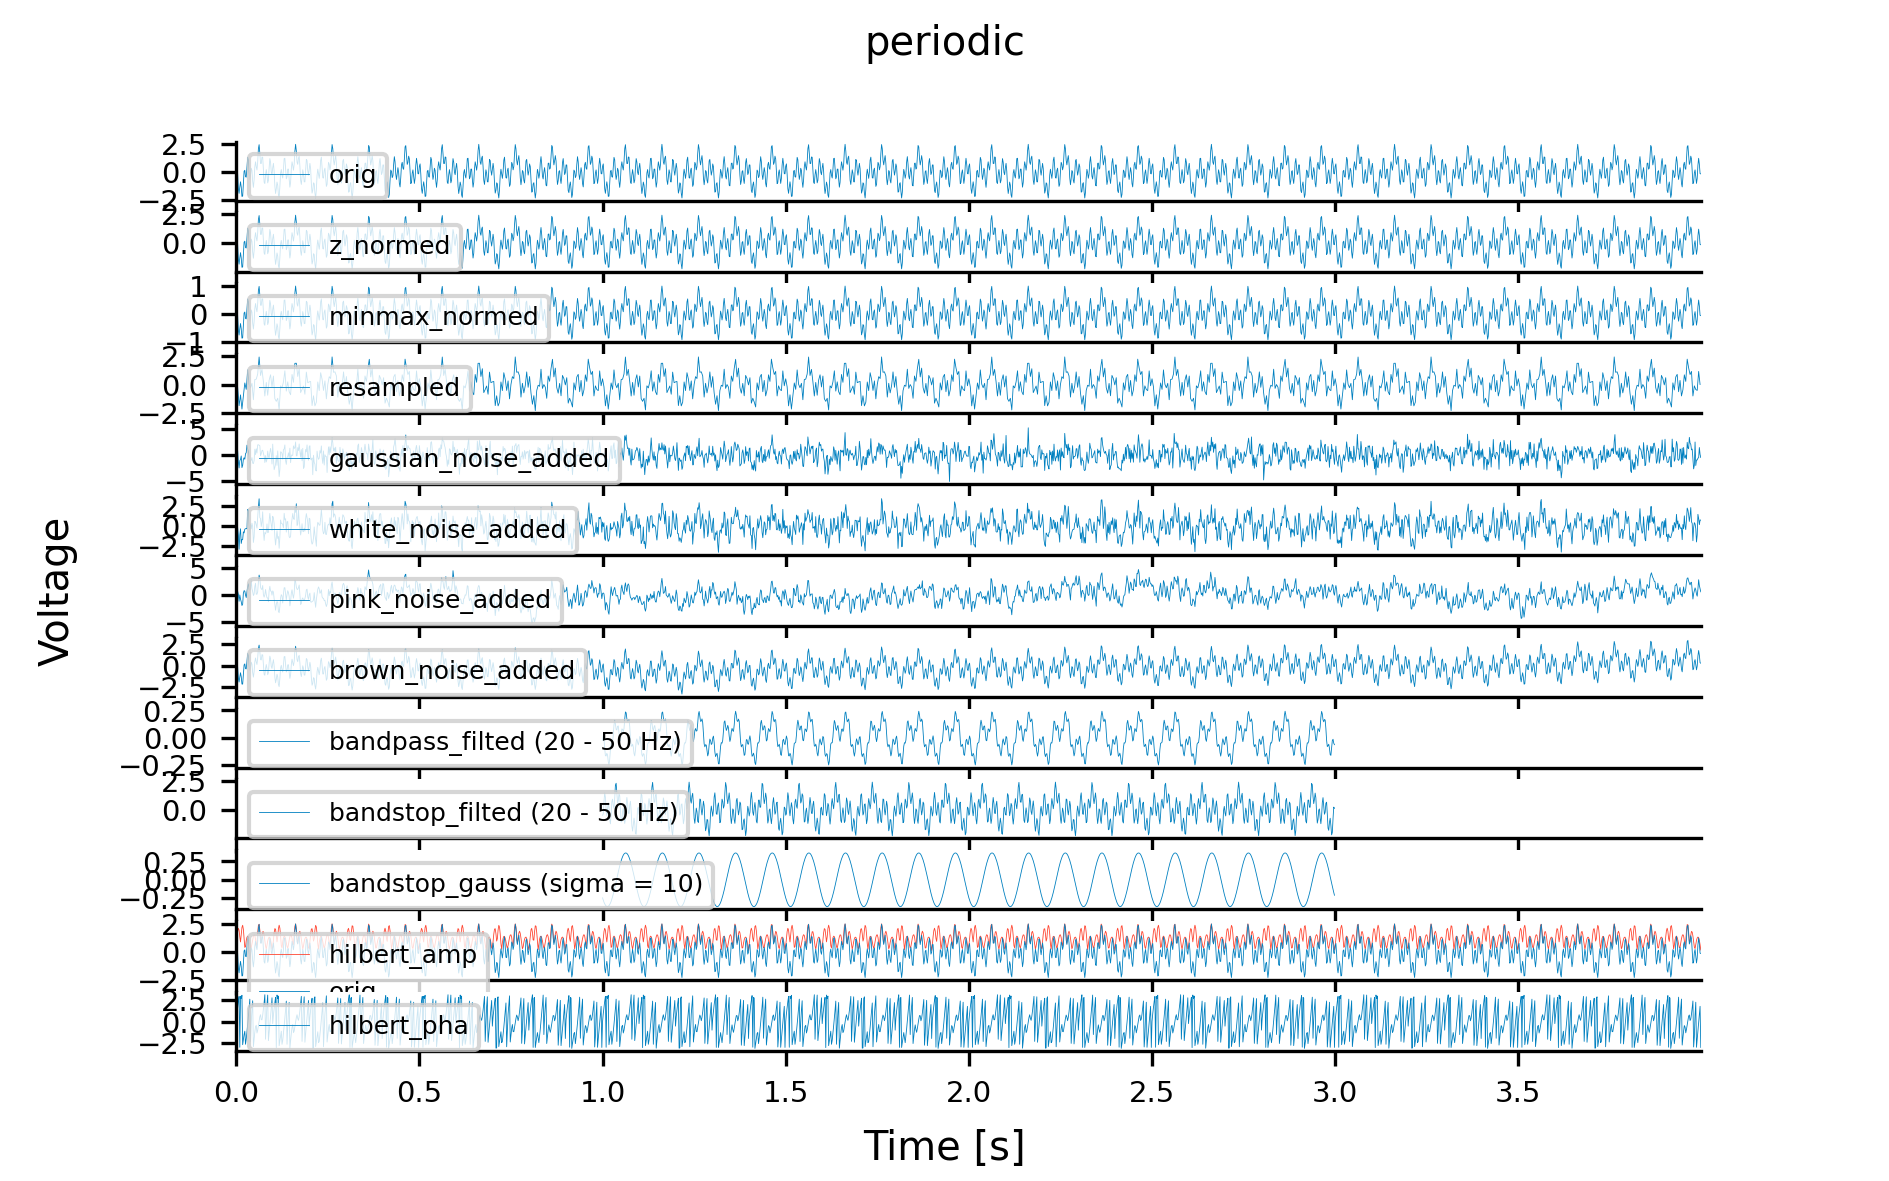 periodic
2.5
0.0
−2.5
orig
2.5
0.0
z_normed
1
0
−1
minmax_normed
2.5
0.0
−2.5
resampled
5
0
−5
gaussian_noise_added
2.5
0.0
−2.5
white_noise_added
5
0
−5
pink_noise_added
2.5
0.0
−2.5
brown_noise_added
0.25
0.00
−0.25
bandpass_filted (20 - 50 Hz)
2.5
0.0
bandstop_filted (20 - 50 Hz)
0.25
0.00
−0.25
bandstop_gauss (sigma = 10)
2.5
0.0
−2.5
hilbert_amp
orig
2.5
0.0
−2.5
hilbert_pha
0.0 0.5 1.0 1.5 2.0 2.5 3.0 3.5
Time [s]
Voltage